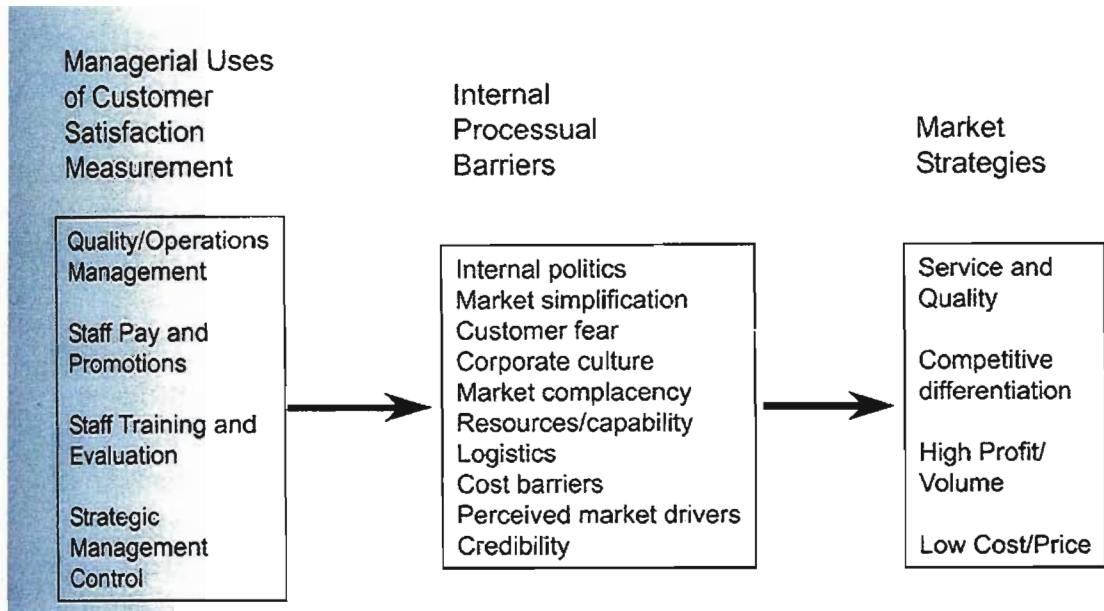 Managerial Uses
of Customer
Satisfaction
Measurement
Internal
Processual
Barriers
Market
Strategies
Quality/Operations
Management
Staff Pay and
Promotions
Staff Training and
Evaluation
Strategic
Management
Control
Internal politics
Market simplification
Customer fear
Corporate culture
Market complacency
Resources/capability
Logistics
Cost barriers
Perceived market drivers
Credibility
Service and
Quality
Competitive
differentiation
High Profit/
Volume
Low Cost/Price